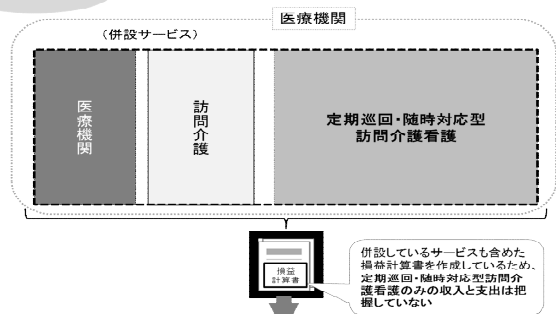 医療機関
（併設サービス）
医療機関
訪問介護
定期巡回・随時対応型
訪問介護看護
損益
計算書
併設しているサービスも含めた
損益計算書を作成しているため、
定期巡回・随時対応型訪問介
護看護のみの収入と支出は把
握していない